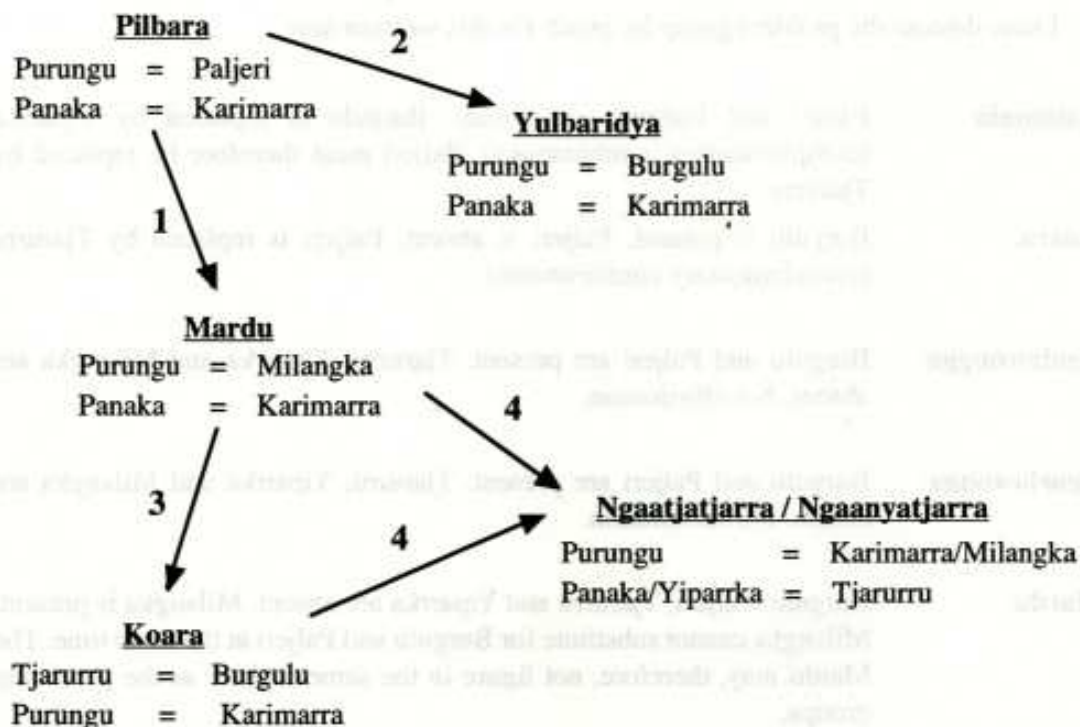 Pilbara
2
Purungu = Paljeri
Panaka = Karimarra
Yulbaridya
Purungu = Burgulu
Panaka = Karimarra
1
Mardu
Purungu = Milangka
Panaka = Karimarra
4
3
4
Ngaatjatjarra / Ngaanyatjarra
Purungu = Karimarra/Milangka
Panaka/Yiparrka = Tjarurru
Koara
Tjarurru = Burgulu
Purungu = Karimarra